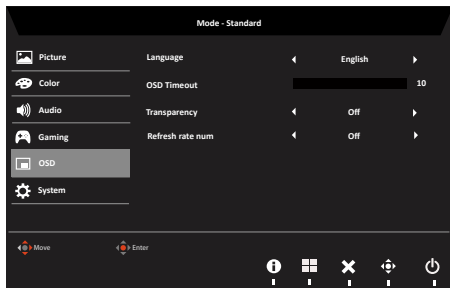 Mode - Standard
Picture
Language English
Color
OSD Timeout 10
Audio
Transparency Off
Gaming
Refresh rate num Off
OSD
System
Move Enter